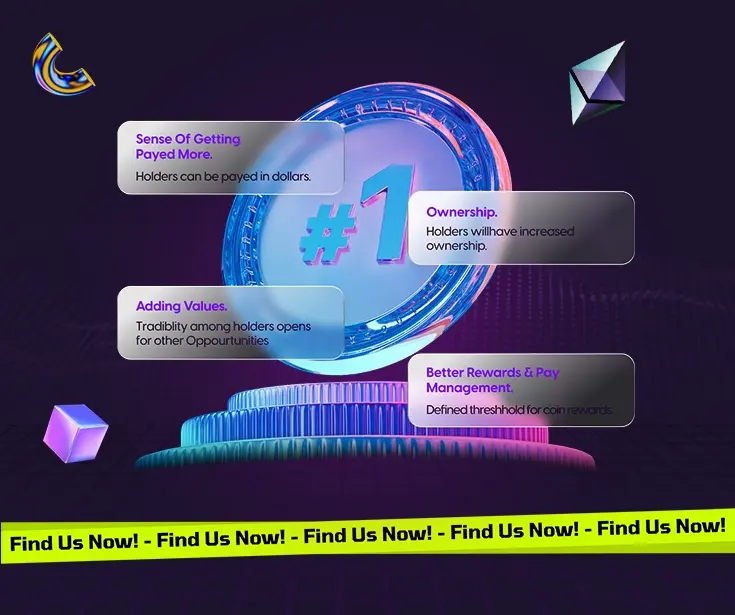 Sense Of Getting
Payed More.
Holders can be payed in dollars.
#1
Ownership.
Holders willhave increased
ownership.
Adding Values.
Tradiblity among holders opens
for other Oppourtunities
Better Rewards & Pay
Management.
Defined threshhold for coin rewards.
Find Us Now! - Find Us Now! - Find Us Now! - Find Us Now! - Find Us Now!